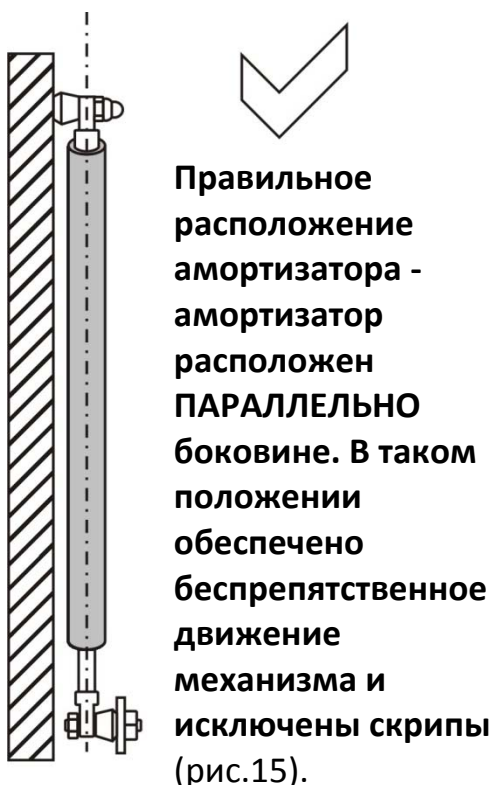 Правильное
расположение
амортизатора -
амортизатор
расположен
ПАРАЛЛЕЛЬНО
боковине. В таком
положении
обеспечено
беспрепятственное
движение
механизма и
исключены скрипы
(рис.15).